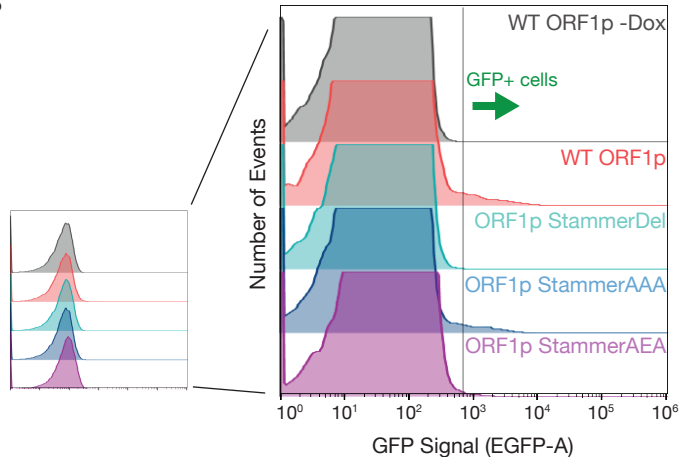 WT ORF1p -Dox
GFP+ cells
WT ORF1p
ORF1p StammerDel
ORF1p StammerAAA
ORF1p StammerAEA
Number of Events
10⁰ 10¹ 10² 10³ 10⁴ 10⁵ 10⁶
GFP Signal (EGFP-A)